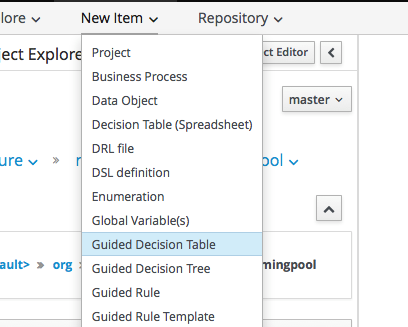 lore New Item Repository
ject Explore ct Editor
Project
Business Process
Data Object
master
Decision Table (Spreadsheet)
DRL file
ure » r ool
DSL definition
Enumeration
Global Variable(s)
Guided Decision Table
ault> » org » mingpool
Guided Decision Tree
Guided Rule
Guided Rule Template